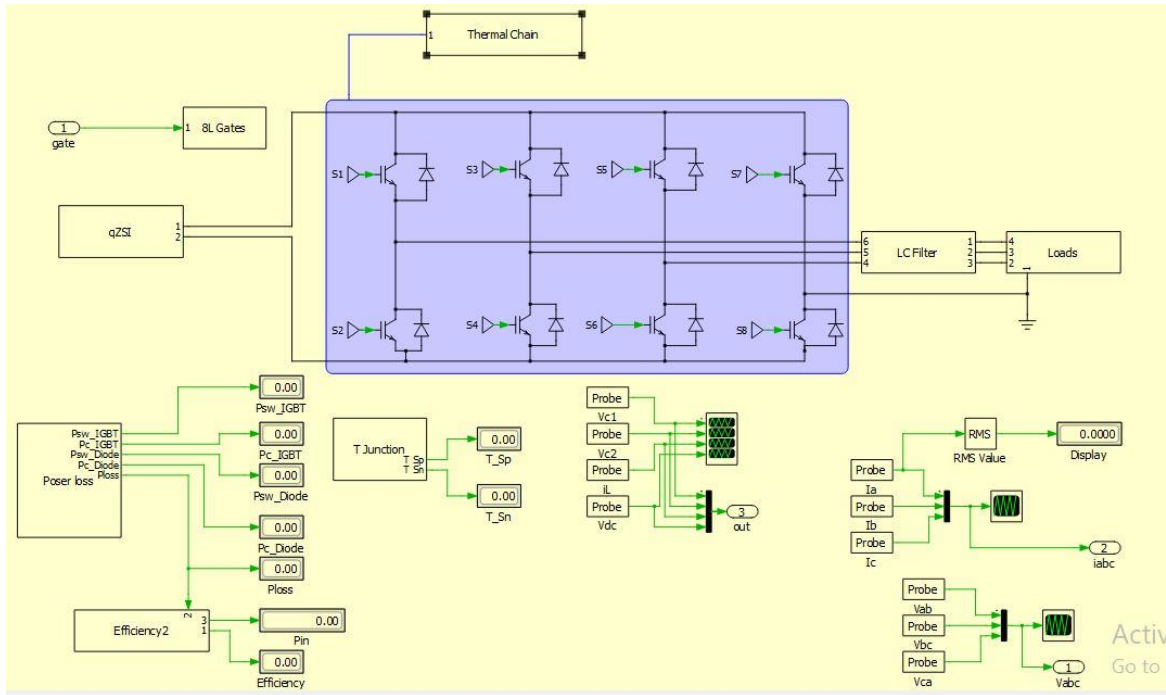 1 Thermal Chain
1 gate
1 8L Gates
qZSI 1 2
S1
S3
S5
S7
S2
S4
S6
S8
6 5 4 LC Filter 1 2 3
4 3 2 Loads 1
Poser loss
Psw_IGBT
Pc_IGBT
Psw_Diode
Pc_Diode
Ploss
0.00
Psw_IGBT
0.00
Pc_IGBT
0.00
Psw_Diode
0.00
Pc_Diode
0.00
Ploss
2
Efficiency2 3 1
0.00
Pin
0.00
Efficiency
T Junction
T_Sp
T_Sn
0.00
T_Sp
0.00
T_Sn
Probe
Vc1
Probe
Vc2
Probe
iL
Probe
Vdc
3
out
RMS
RMS Value
0.0000
Display
Probe
Ia
Probe
Ib
Probe
Ic
2
iabc
Probe
Vab
Probe
Vbc
Probe
Vca
1
Vabc
Activ
Go to